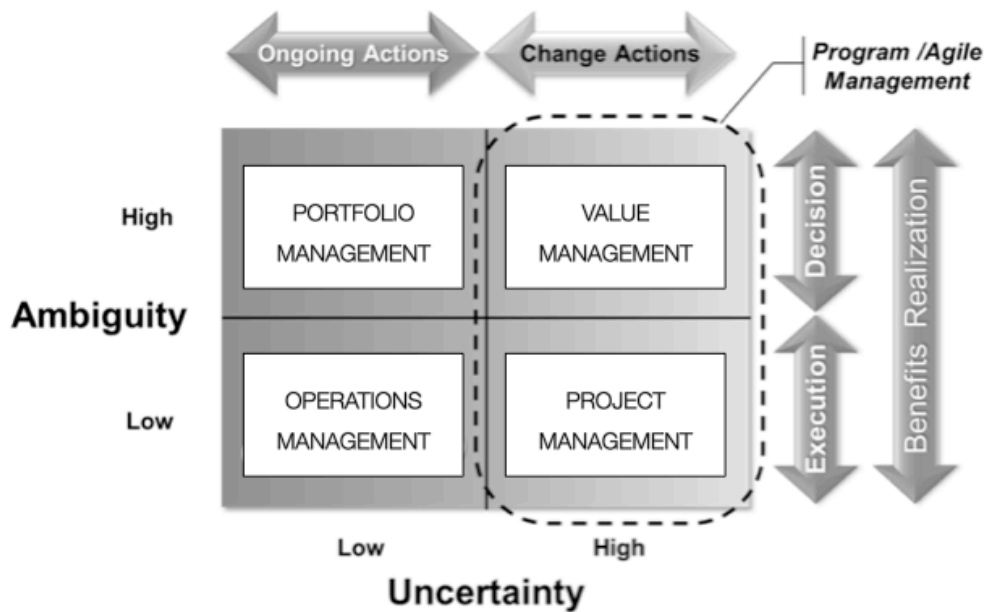 Ongoing Actions
Change Actions
Program /Agile
Management
High
PORTFOLIO
MANAGEMENT
VALUE
MANAGEMENT
Decision
Benefits Realization
Ambiguity
Low
OPERATIONS
MANAGEMENT
PROJECT
MANAGEMENT
Execution
Low
High
Uncertainty